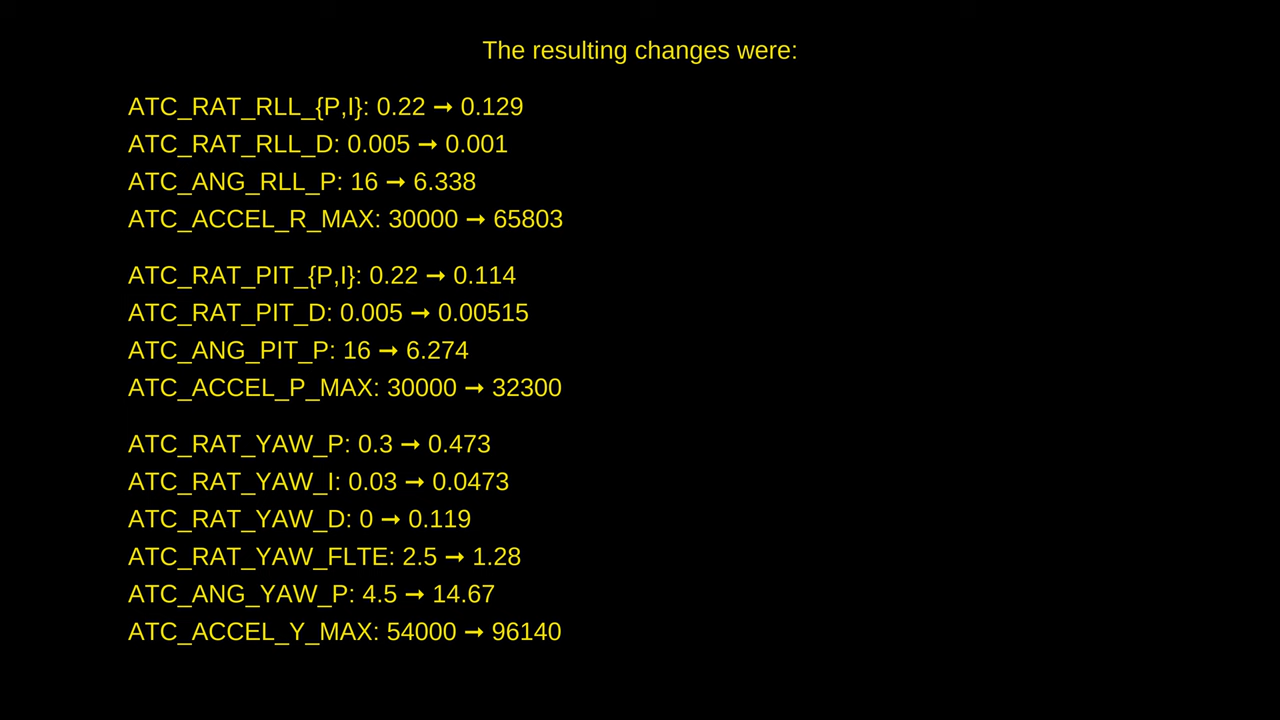 The resulting changes were:
ATC_RAT_RLL_{P,I}: 0.22 → 0.129
ATC_RAT_RLL_D: 0.005 → 0.001
ATC_ANG_RLL_P: 16 → 6.338
ATC_ACCEL_R_MAX: 30000 → 65803
ATC_RAT_PIT_{P,I}: 0.22 → 0.114
ATC_RAT_PIT_D: 0.005 → 0.00515
ATC_ANG_PIT_P: 16 → 6.274
ATC_ACCEL_P_MAX: 30000 → 32300
ATC_RAT_YAW_P: 0.3 → 0.473
ATC_RAT_YAW_I: 0.03 → 0.0473
ATC_RAT_YAW_D: 0 → 0.119
ATC_RAT_YAW_FLTE: 2.5 → 1.28
ATC_ANG_YAW_P: 4.5 → 14.67
ATC_ACCEL_Y_MAX: 54000 → 96140